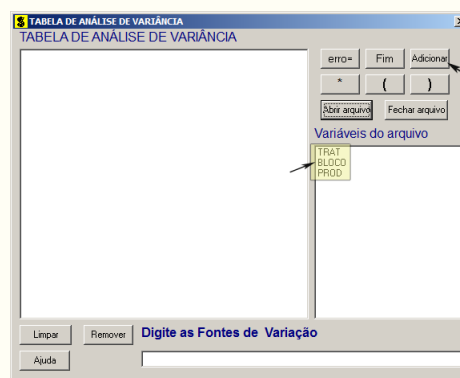 TABELA DE ANÁLISE DE VARIÂNCIA
TABELA DE ANÁLISE DE VARIÂNCIA
erro= Fim Adicionar
* ( )
Abrir arquivo Fechar arquivo
Variáveis do arquivo
TRAT
BLOCO
PROD
Limpar Remover Digite as Fontes de Variação
Ajuda